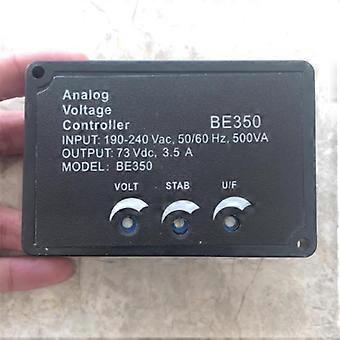 Analog
Voltage
Controller BE350
INPUT: 190-240 Vac, 50/60 Hz, 500VA
OUTPUT: 73 Vdc, 3.5 A
MODEL: BE350
VOLT STAB U/F